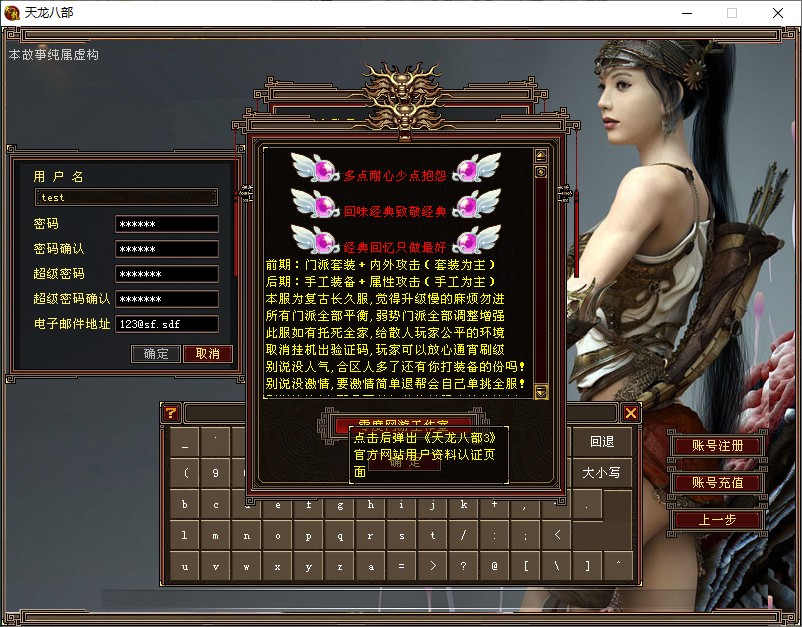 天龙八部
本故事纯属虚构
用 户 名
test
密码
******
密码确认
******
超级密码
*******
超级密码确认
*******
电子邮件地址
123@sf.sdf
确定
取消
多点耐心少点抱怨
回味经典致敬经典
经典回忆只做最好
前期：门派套装+内外攻击(套装为主)
后期：手工装备+属性攻击(手工为主)
本服为复古长久服,觉得升级慢的麻烦勿进
所有门派全部平衡,弱势门派全部调整增强
此服如有托死全家,给散人玩家公平的环境
取消挂机出验证码,玩家可以放心通宵刷级
别说没人气,合区人多了还有你打装备的份吗!
别说没激情,要激情简单退帮会自己单挑全服!
点击后弹出《天龙八部3》
官方网站用户资料认证页
面
?
X
_ `
回退
( 9
大小写
b c e f g h i j k + , .
l m n o p q r s t / : ; <
u v w x y z a = > ? @ [ \ ] ^
账号注册
账号充值
上一步